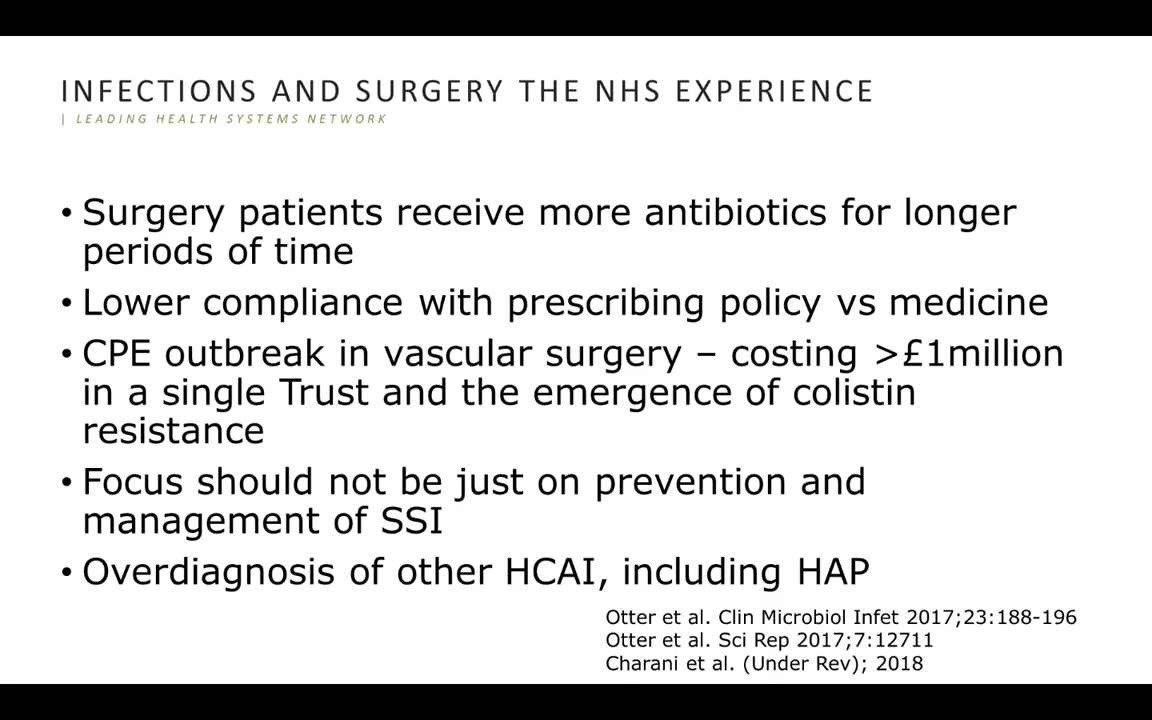 INFECTIONS AND SURGERY THE NHS EXPERIENCE
| LEADING HEALTH SYSTEMS NETWORK
• Surgery patients receive more antibiotics for longer
periods of time
• Lower compliance with prescribing policy vs medicine
• CPE outbreak in vascular surgery – costing >£1million
in a single Trust and the emergence of colistin
resistance
• Focus should not be just on prevention and
management of SSI
• Overdiagnosis of other HCAI, including HAP
Otter et al. Clin Microbiol Infet 2017;23:188-196
Otter et al. Sci Rep 2017;7:12711
Charani et al. (Under Rev); 2018